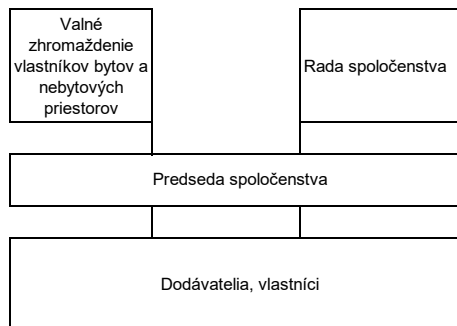 Valné
zhromaždenie
vlastníkov bytov a
nebytových
priestorov
Rada spoločenstva
Predseda spoločenstva
Dodávatelia, vlastníci